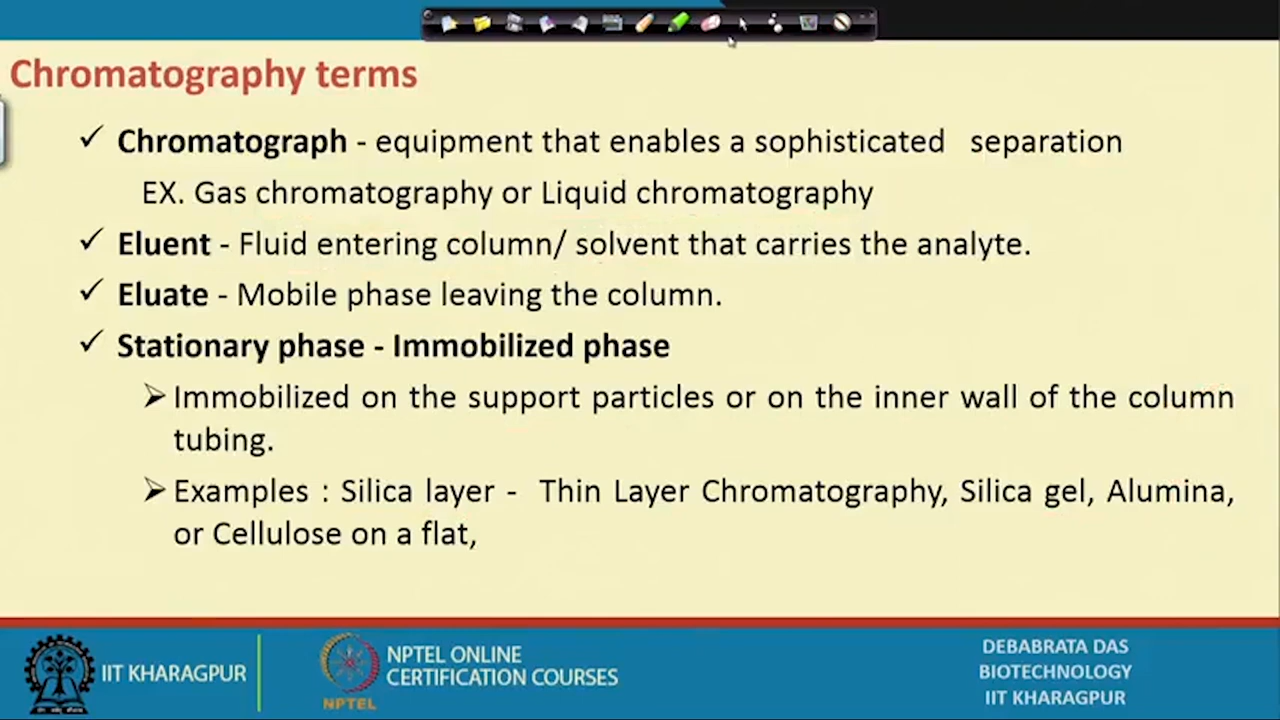 Chromatography terms
✓ Chromatograph - equipment that enables a sophisticated separation
EX. Gas chromatography or Liquid chromatography
✓ Eluent - Fluid entering column/ solvent that carries the analyte.
✓ Eluate - Mobile phase leaving the column.
✓ Stationary phase - Immobilized phase
➢ Immobilized on the support particles or on the inner wall of the column
tubing.
➢ Examples : Silica layer - Thin Layer Chromatography, Silica gel, Alumina,
or Cellulose on a flat,
IIT KHARAGPUR
NPTEL
NPTEL ONLINE
CERTIFICATION COURSES
DEBABRATA DAS
BIOTECHNOLOGY
IIT KHARAGPUR